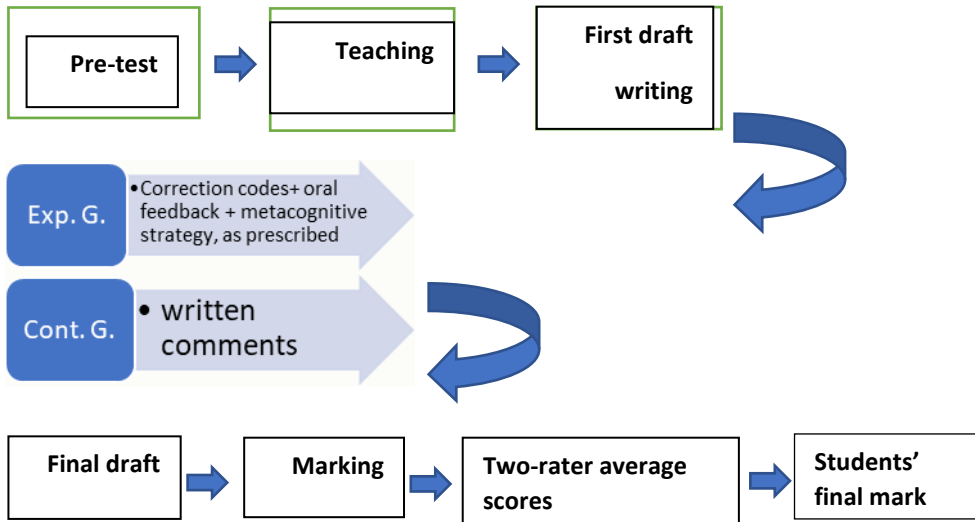 Pre-test
Teaching
First draft
writing
Exp. G.
•Correction codes+ oral
feedback + metacognitive
strategy, as prescribed
Cont. G.
• written
comments
Final draft
Marking
Two-rater average
scores
Students’
final mark